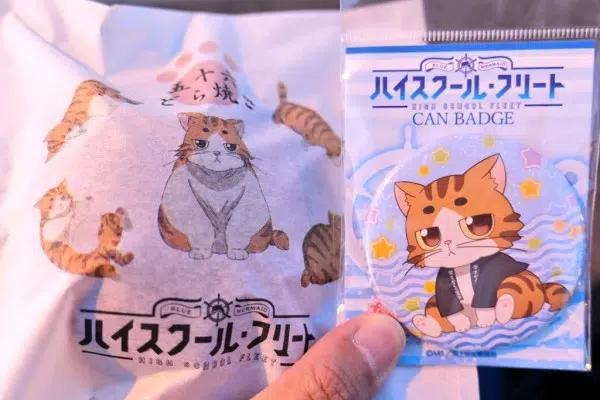 五十六
どら焼き
BLUE MERMAID
ハイスクール・フリート
HIGH SCHOOL FLEET
BLUE MERMAID
ハイスクール・フリート
HIGH SCHOOL FLEET
CAN BADGE